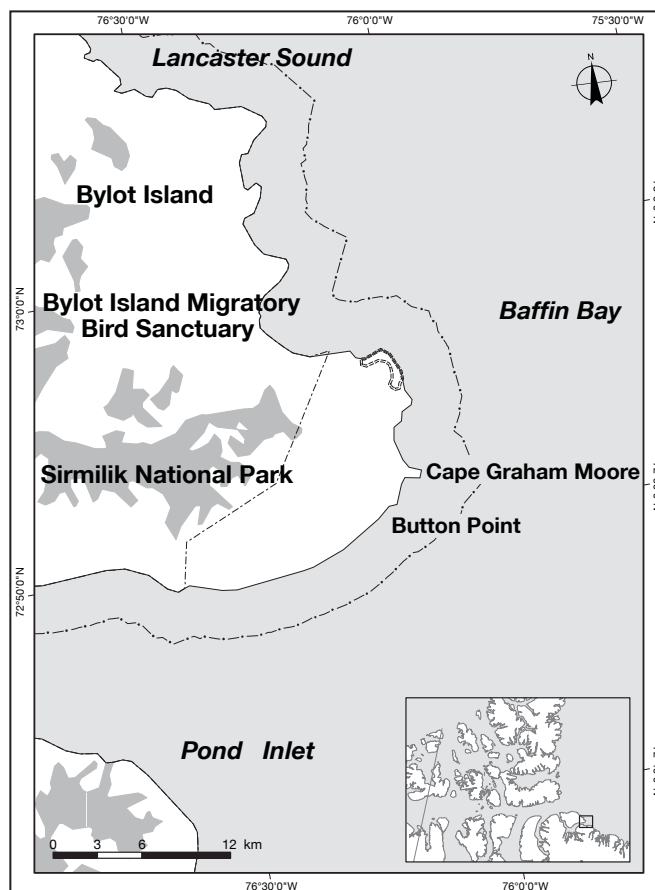 76°30'0"W 76°0'0"W 75°30'0"W
Lancaster Sound
N
Bylot Island
73°0'0"N
Bylot Island Migratory
Bird Sanctuary
Baffin Bay
Sirmilik National Park
Cape Graham Moore
Button Point
72°50'0"N
Pond Inlet
0 3 6 12 km
76°30'0"W 76°0'0"W